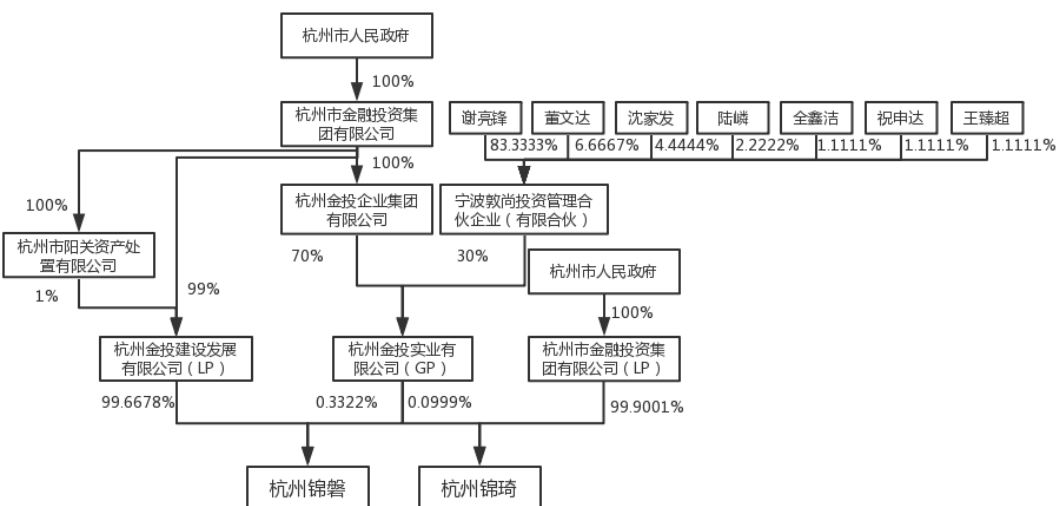 杭州市人民政府
100%
杭州市金融投资集
团有限公司
谢亮锋
董文达
沈家发
陆嶙
全鑫洁
祝申达
王臻超
83.3333%
6.6667%
4.4444%
2.2222%
1.1111%
1.1111%
1.1111%
100%
100%
杭州金投企业集团
有限公司
宁波敦尚投资管理合
伙企业（有限合伙）
杭州市阳关资产处
置有限公司
70%
30%
杭州市人民政府
1%
99%
100%
杭州金投建设发展
有限公司（LP）
杭州金投实业有
限公司（GP）
杭州市金融投资集
团有限公司（LP）
99.6678%
0.3322%
0.0999%
99.9001%
杭州锦磐
杭州锦琦